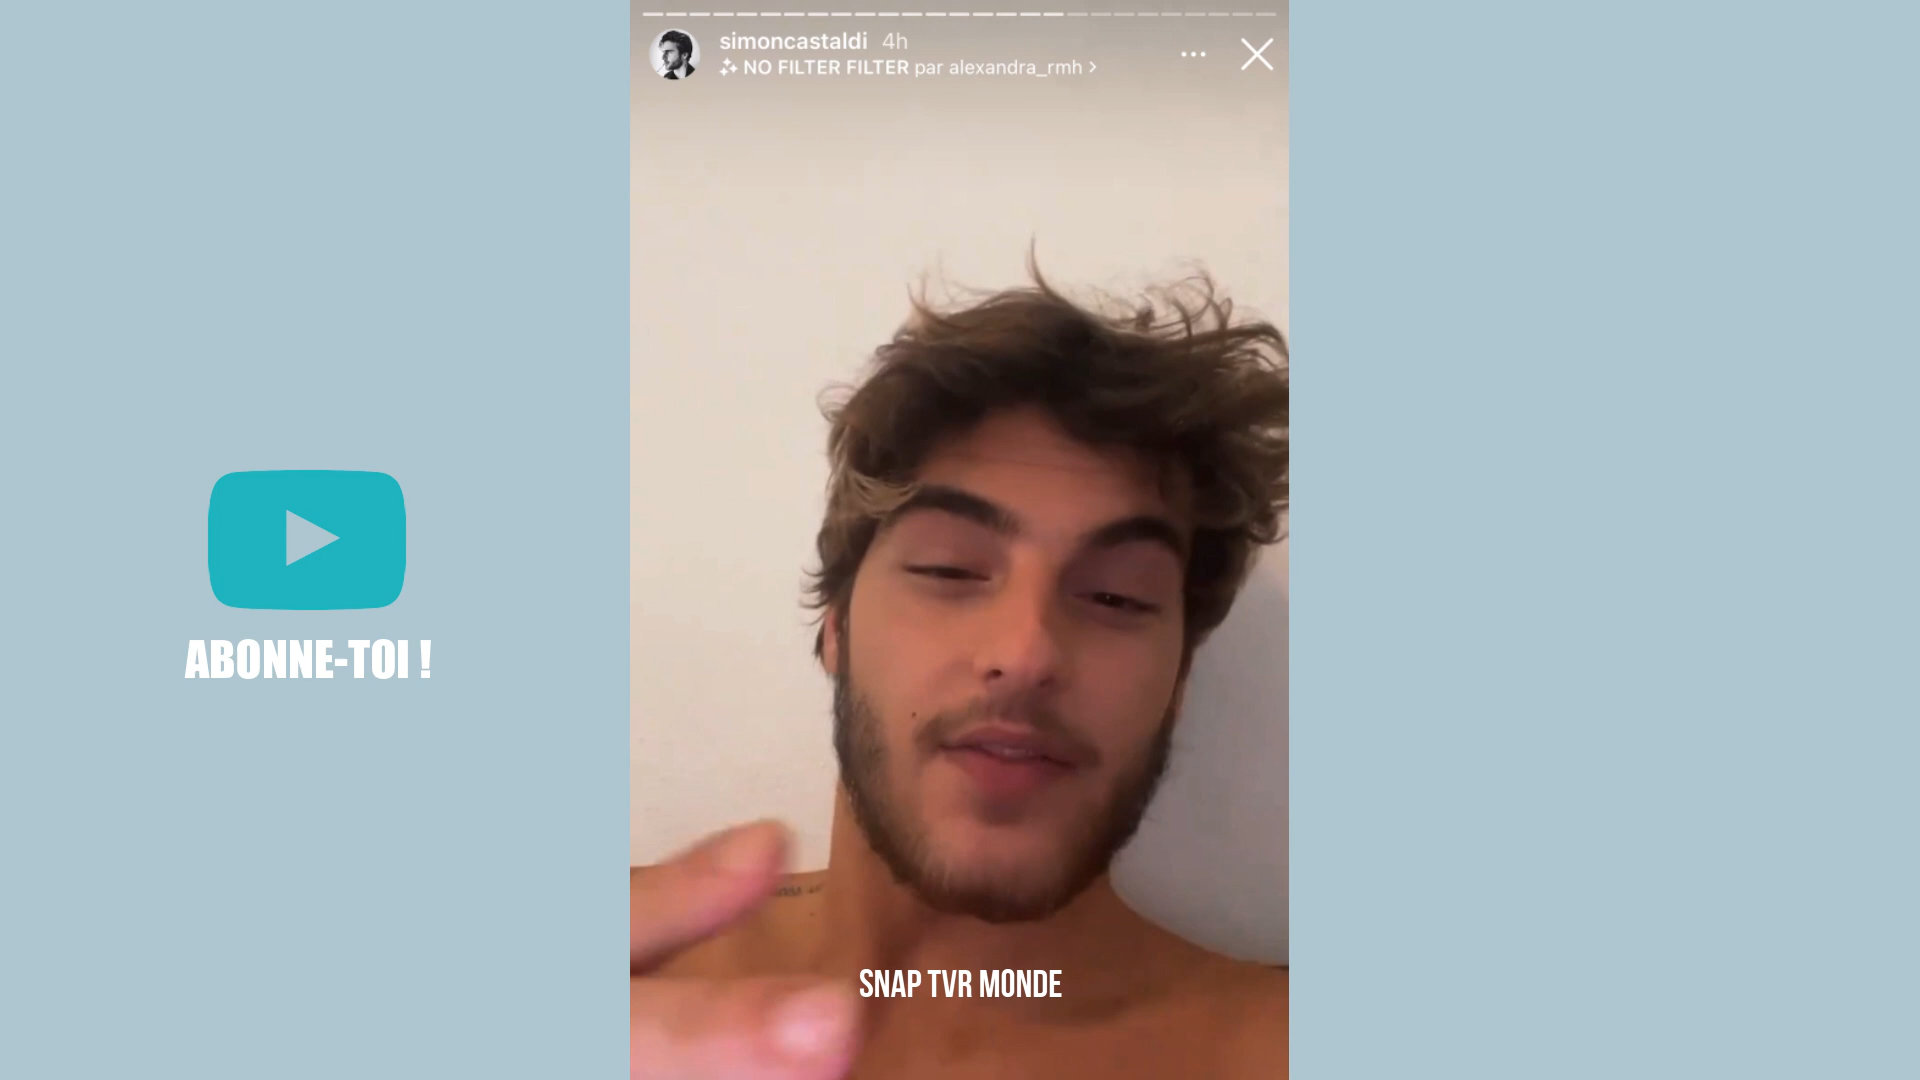 simoncastaldi 4h
NO FILTER FILTER par alexandra_rmh >
ABONNE-TOI !
SNAP TVR MONDE